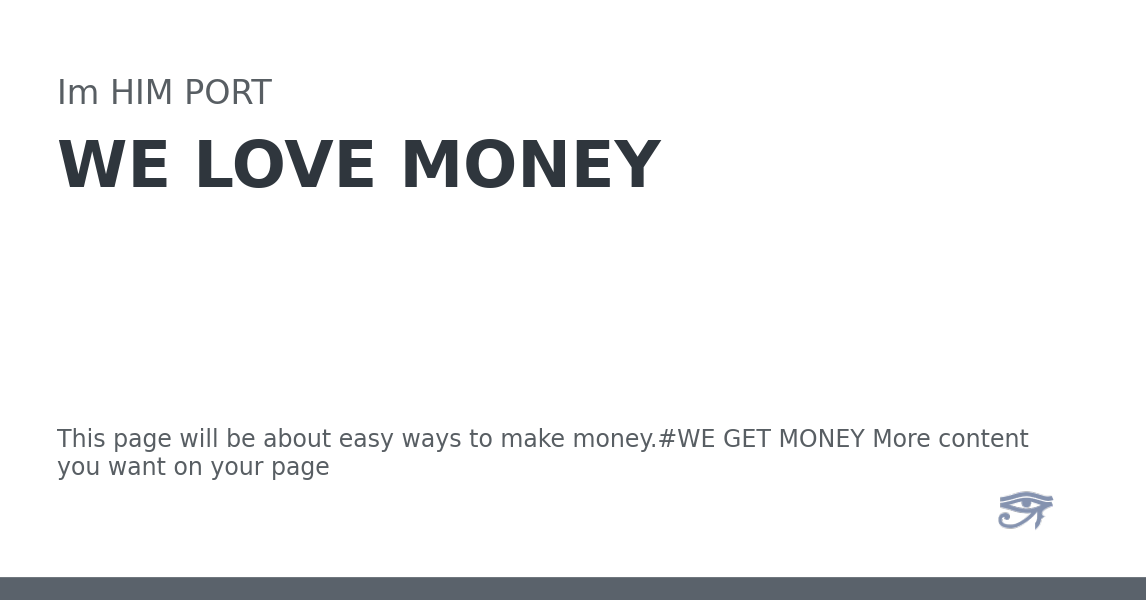 Im HIM PORT
WE LOVE MONEY
This page will be about easy ways to make money.#WE GET MONEY More content
you want on your page